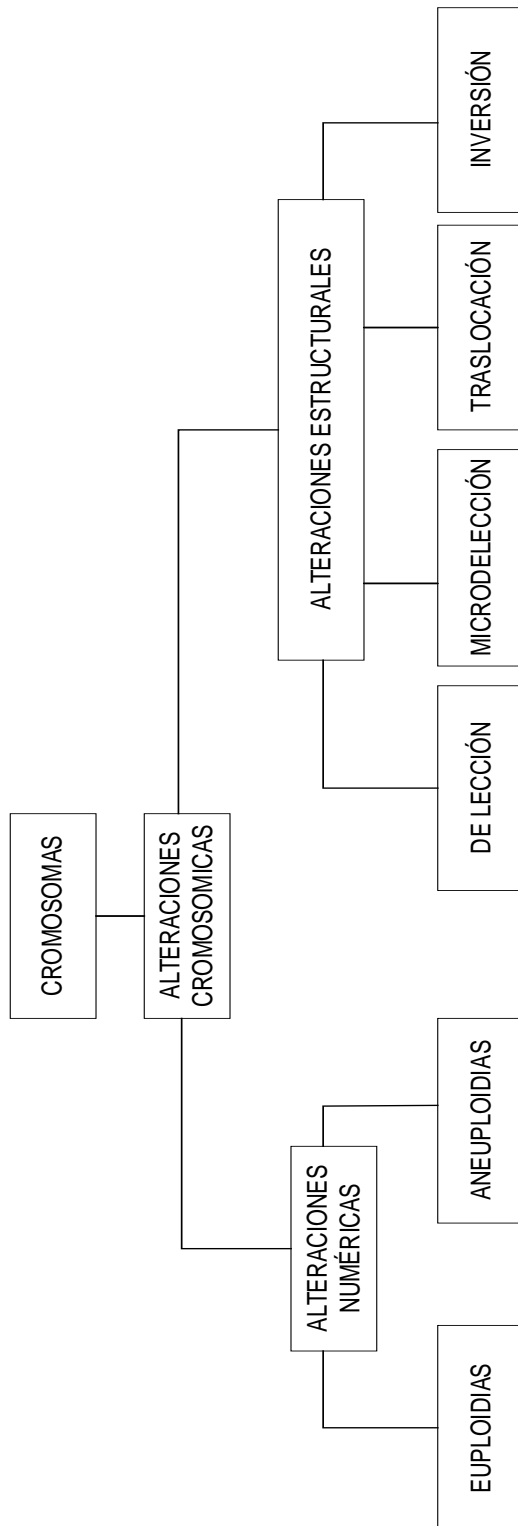 CROMOSOMAS
ALTERACIONES
CROMOSOMICAS
ALTERACIONES
NUMÉRICAS
ALTERACIONES ESTRUCTURALES
EUPLOIDIAS
ANEUPLOIDIAS
DE LECCIÓN
MICRODELECCIÓN
TRASLOCACIÓN
INVERSIÓN